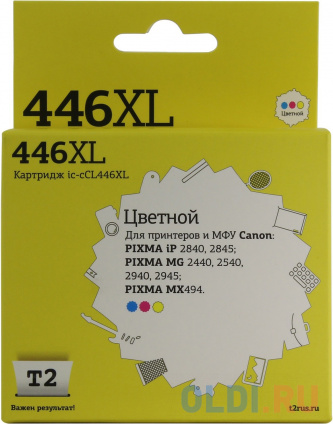 446XL
Цветной
446XL
Картридж ic-cCL446XL
Цветной
Для принтеров и МФУ Canon:
PIXMA iP 2840, 2845;
PIXMA MG 2440, 2540,
2940, 2945;
PIXMA MX494.
T2
Важен результат!
t2rus.ru
OLDI.RU